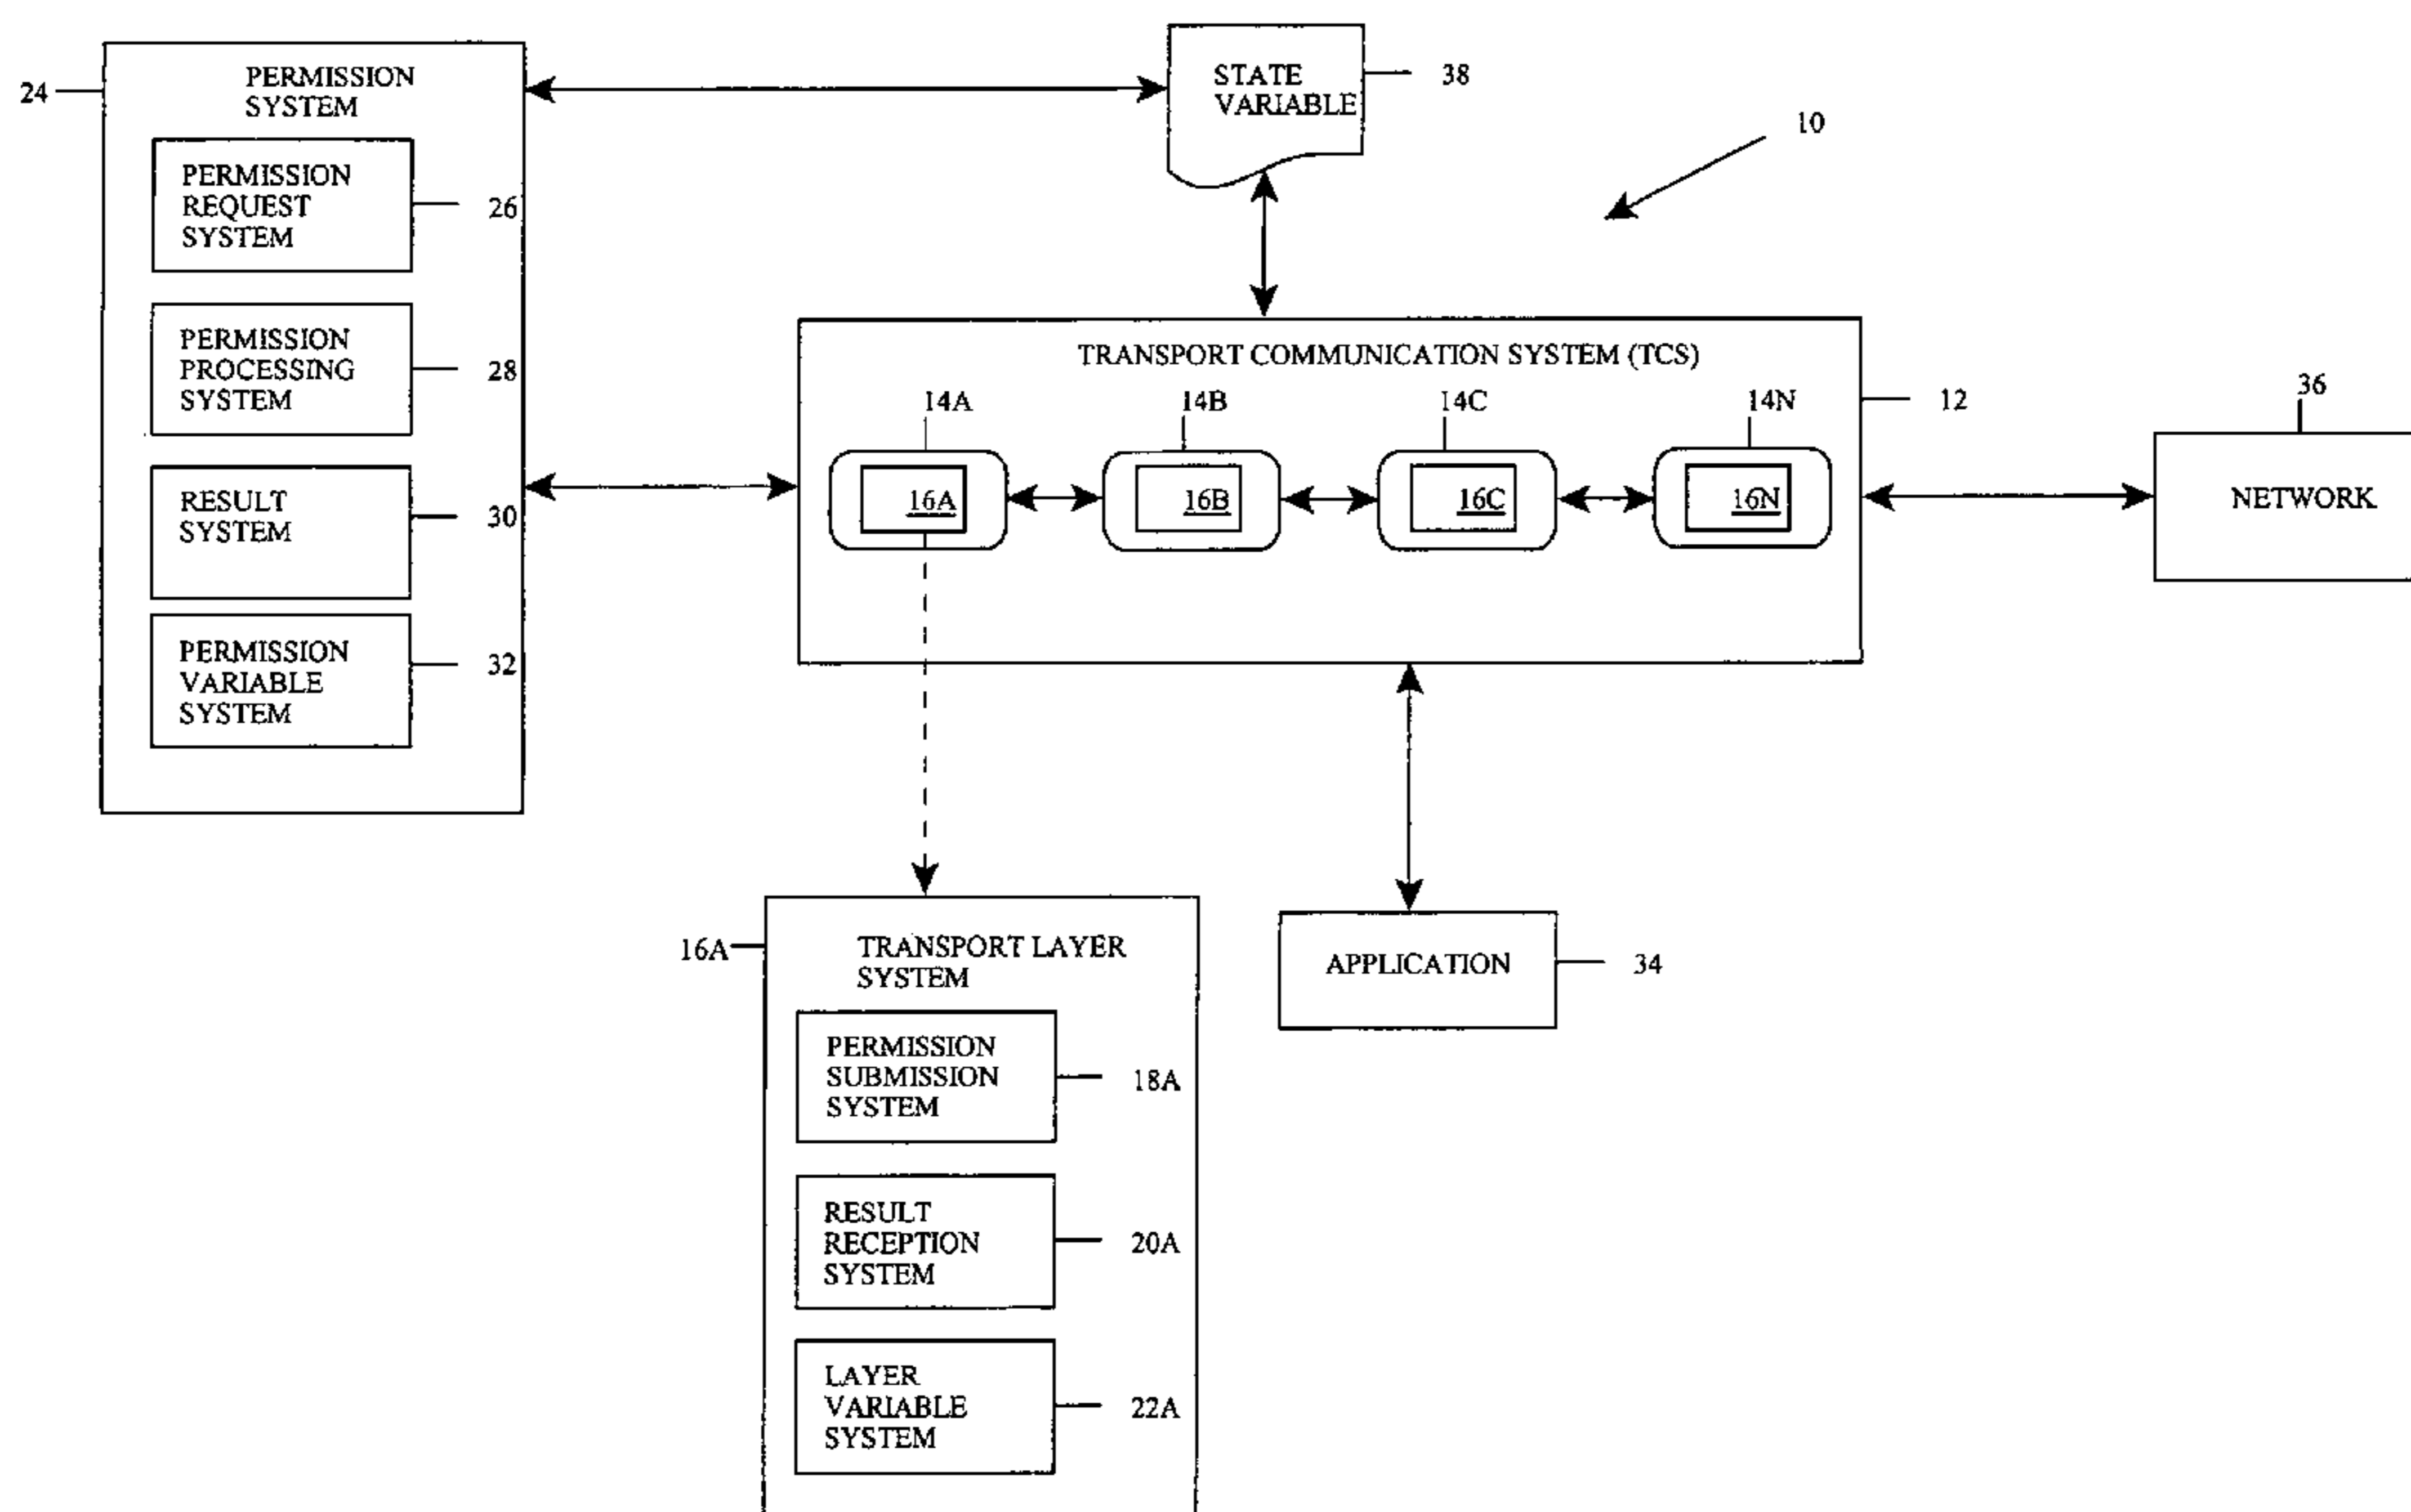 24
PERMISSION
SYSTEM
PERMISSION
REQUEST
SYSTEM
26
PERMISSION
PROCESSING
SYSTEM
28
RESULT
SYSTEM
30
PERMISSION
VARIABLE
SYSTEM
32
STATE
VARIABLE
38
10
TRANSPORT COMMUNICATION SYSTEM (TCS)
12
14A
14B
14C
14N
16A
16B
16C
16N
36
NETWORK
16A
TRANSPORT LAYER
SYSTEM
PERMISSION
SUBMISSION
SYSTEM
18A
RESULT
RECEPTION
SYSTEM
20A
LAYER
VARIABLE
SYSTEM
22A
APPLICATION
34